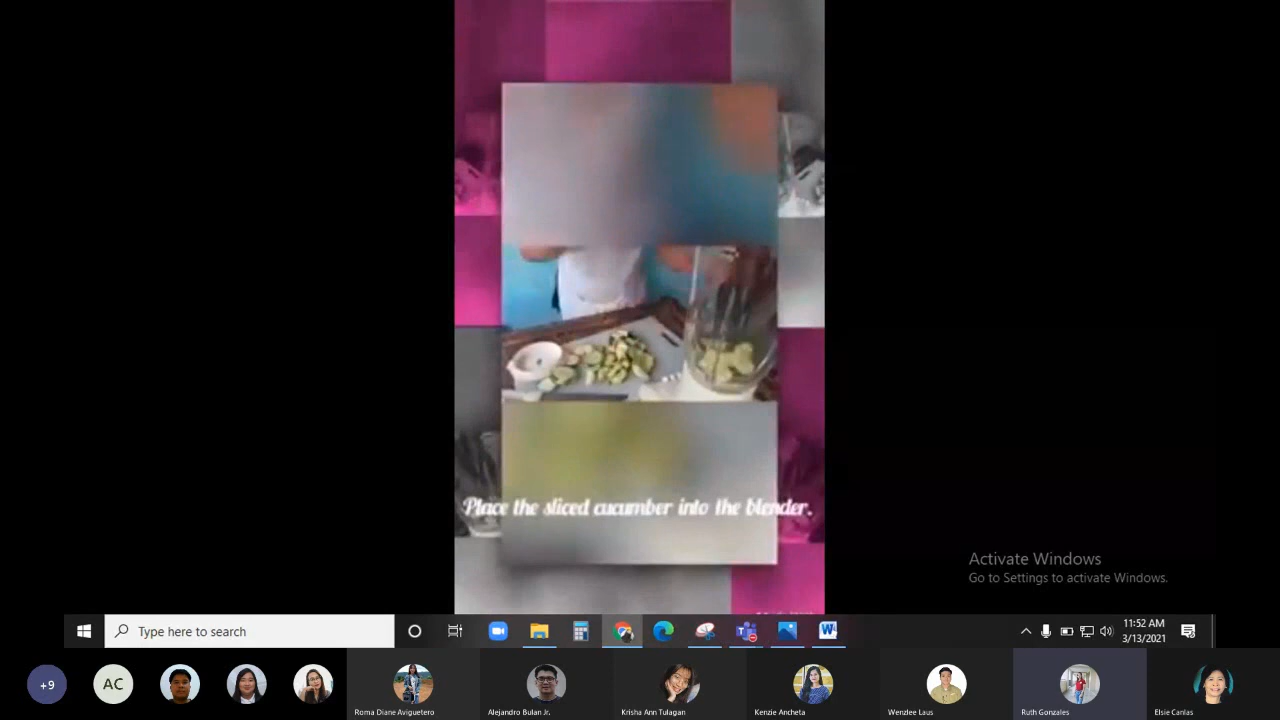 Place the sliced cucumber into the blender.
Activate Windows
Go to Settings to activate Windows.
Type here to search
11:52 AM
3/13/2021
+9
AC
Roma Diane Aviguetero
Alejandro Bulan Jr.
Krisha Ann Tulagan
Kenzie Ancheta
Wenzlee Laus
Ruth Gonzales
Elsie Canlas